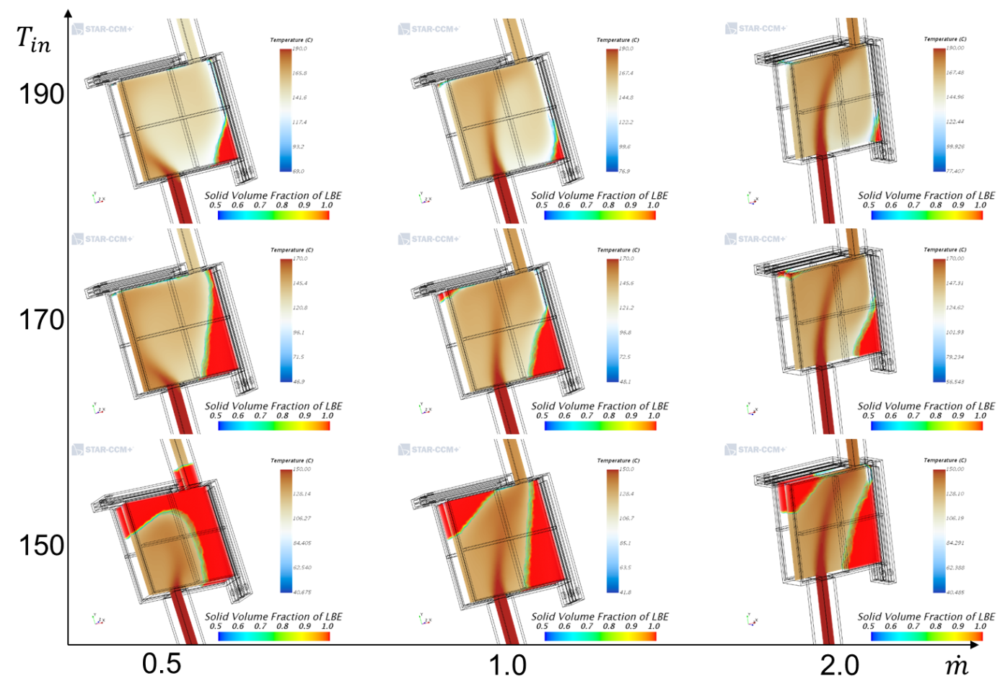 T_in
190
170
150
STAR-CCM+
Temperature (C)
190.0
165.8
141.6
117.4
93.2
69.0
Solid Volume Fraction of LBE
0.5 0.6 0.7 0.8 0.9 1.0
STAR-CCM+
Temperature (C)
190.0
167.4
144.8
122.2
99.6
76.9
Solid Volume Fraction of LBE
0.5 0.6 0.7 0.8 0.9 1.0
STAR-CCM+
Temperature (C)
190.00
167.48
144.96
122.44
99.926
77.407
Solid Volume Fraction of LBE
0.5 0.6 0.7 0.8 0.9 1.0
STAR-CCM+
Temperature (C)
170.0
145.4
120.8
96.1
71.5
46.9
Solid Volume Fraction of LBE
0.5 0.6 0.7 0.8 0.9 1.0
STAR-CCM+
Temperature (C)
170.0
145.6
121.2
96.8
72.5
48.1
Solid Volume Fraction of LBE
0.5 0.6 0.7 0.8 0.9 1.0
STAR-CCM+
Temperature (C)
170.00
147.31
124.62
101.93
79.234
56.543
Solid Volume Fraction of LBE
0.5 0.6 0.7 0.8 0.9 1.0
STAR-CCM+
Temperature (C)
150.00
128.14
106.27
84.405
62.540
40.675
Solid Volume Fraction of LBE
0.5 0.6 0.7 0.8 0.9 1.0
STAR-CCM+
Temperature (C)
150.0
128.4
106.7
85.1
63.5
41.8
Solid Volume Fraction of LBE
0.5 0.6 0.7 0.8 0.9 1.0
STAR-CCM+
Temperature (C)
150.00
128.10
106.19
84.291
62.388
40.485
Solid Volume Fraction of LBE
0.5 0.6 0.7 0.8 0.9 1.0
0.5 1.0 2.0 ṁ